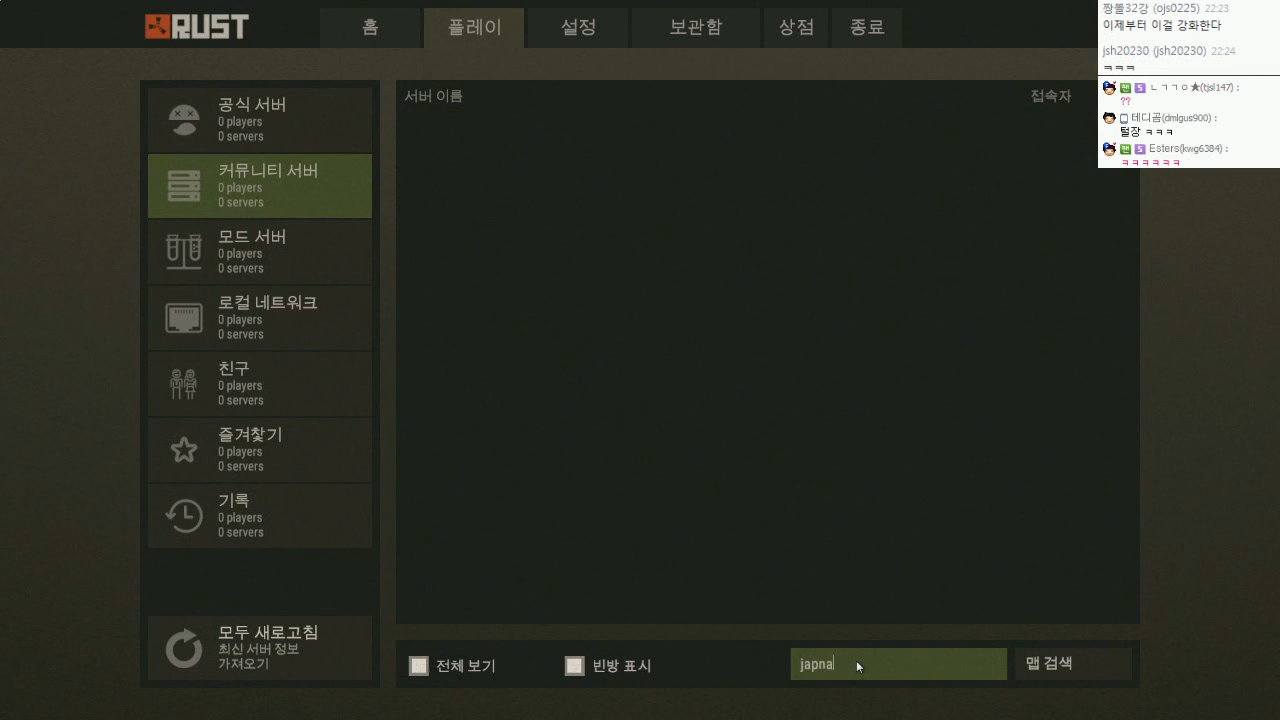 RUST
홈
플레이
설정
보관함
상점
종료
공식 서버
0 players
0 servers
커뮤니티 서버
0 players
0 servers
모드 서버
0 players
0 servers
로컬 네트워크
0 players
0 servers
친구
0 players
0 servers
즐겨찾기
0 players
0 servers
기록
0 players
0 servers
모두 새로고침
최신 서버 정보
가져오기
서버 이름
접속자
전체 보기
빈방 표시
japna
맵 검색
짱똘32강 (ojs0225) 22:23
이제부터 이걸 강화한다
jsh20230 (jsh20230) 22:24
ㅋㅋㅋ
팬 S ㄴㄱㄱㅇ★(tjsl147) :
??
테디곰(dmlgus900) :
털장 ㅋㅋㅋ
팬 S Esters(kwg6384) :
ㅋㅋㅋㅋㅋㅋ